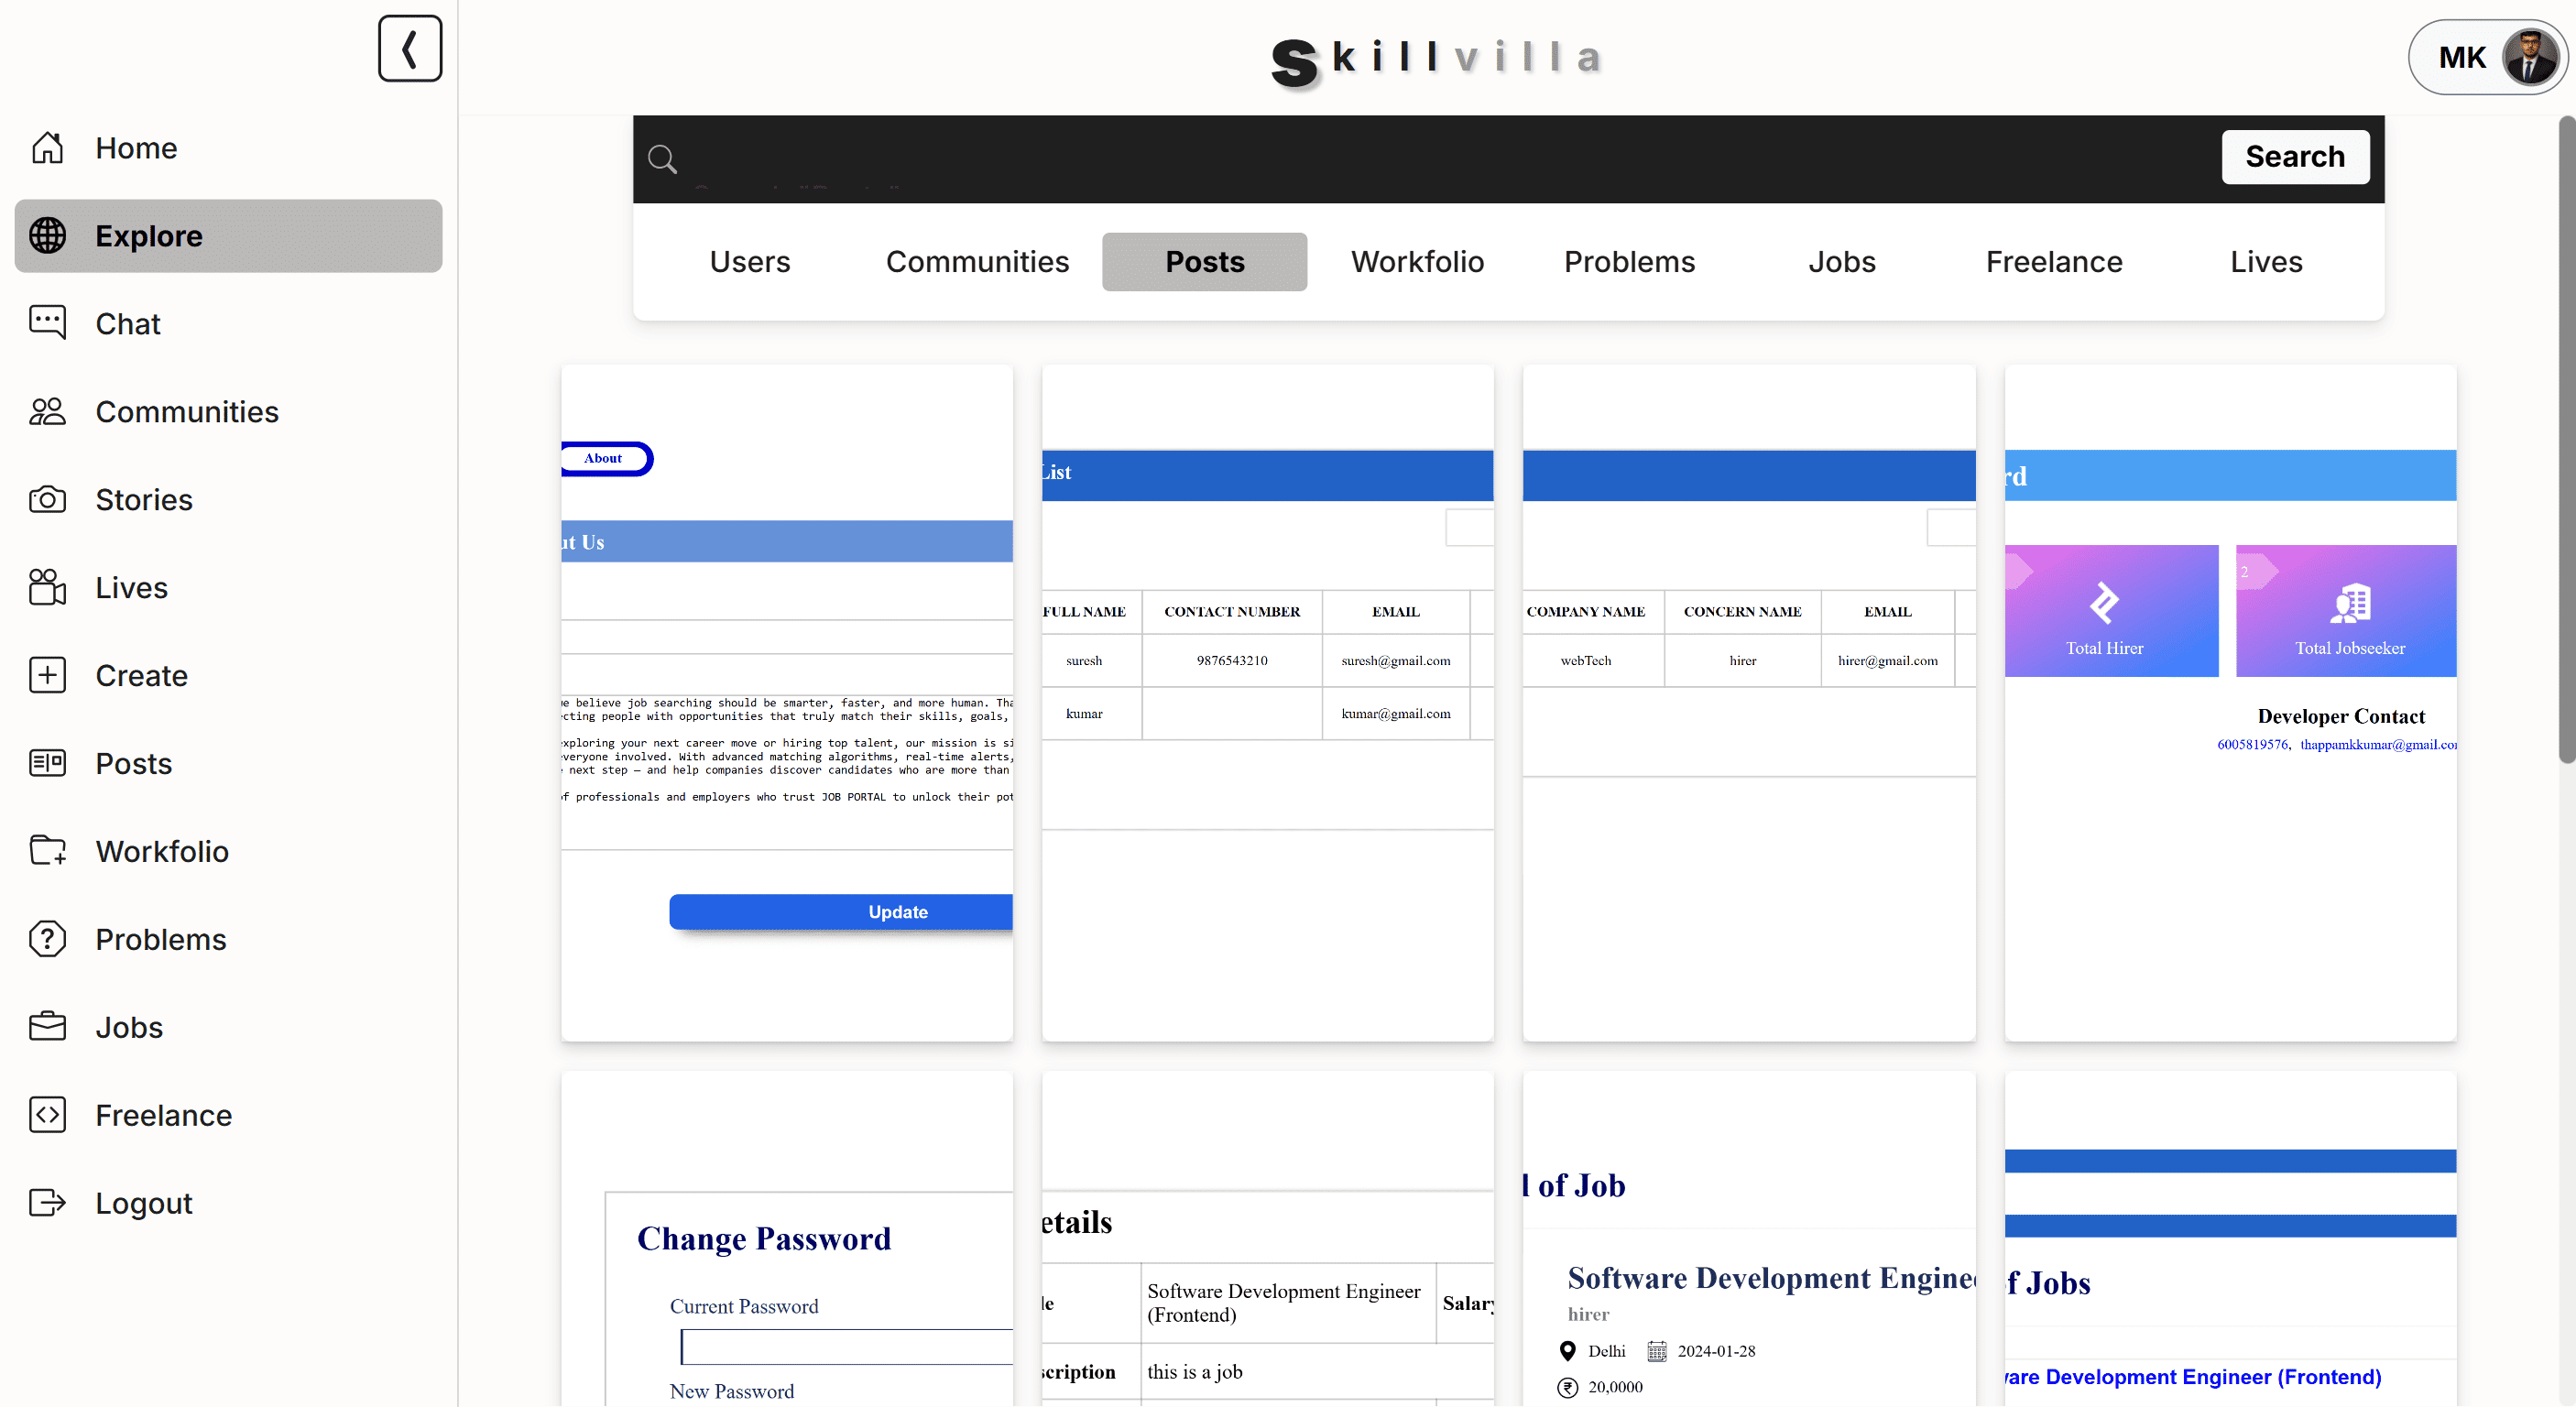 Skillvilla
MK
Home
Explore
Chat
Communities
Stories
Lives
Create
Posts
Workfolio
Problems
Jobs
Freelance
Logout
Search
Users Communities Posts Workfolio Problems Jobs Freelance Lives
About
ut Us
we believe job searching should be smarter, faster, and more human. Tha
cting people with opportunities that truly match their skills, goals,
exploring your next career move or hiring top talent, our mission is si
everyone involved. With advanced matching algorithms, real-time alerts,
next step — and help companies discover candidates who are more than
of professionals and employers who trust JOB PORTAL to unlock their pot
Update
List
FULL NAME CONTACT NUMBER EMAIL
suresh 9876543210 suresh@gmail.com
kumar kumar@gmail.com
COMPANY NAME CONCERN NAME EMAIL
webTech hirer hirer@gmail.com
rd
2
Total Hirer Total Jobseeker
Developer Contact
6005819576, thappamkkumar@gmail.com
Change Password
Current Password
New Password
etails
le Software Development Engineer
(Frontend) Salary
scription this is a job
of Job
Software Development Enginee
hirer
Delhi 2024-01-28
20,0000
f Jobs
ware Development Engineer (Frontend)